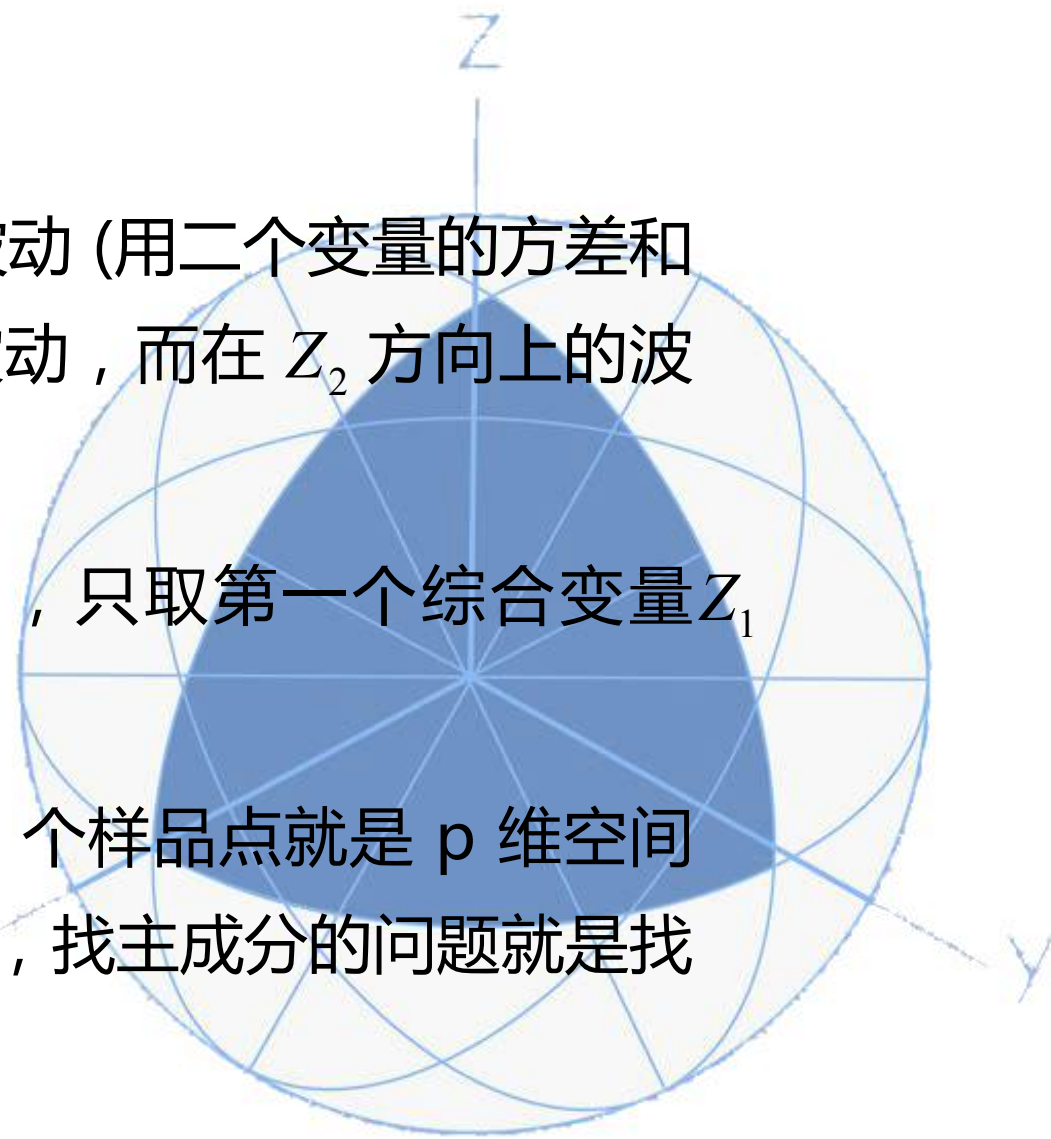 Z
动 (用二个变量的方差和
动，而在 Z₂ 方向上的波
，只取第一个综合变量Z₁
个样品点就是 p 维空间
，找主成分的问题就是找
y